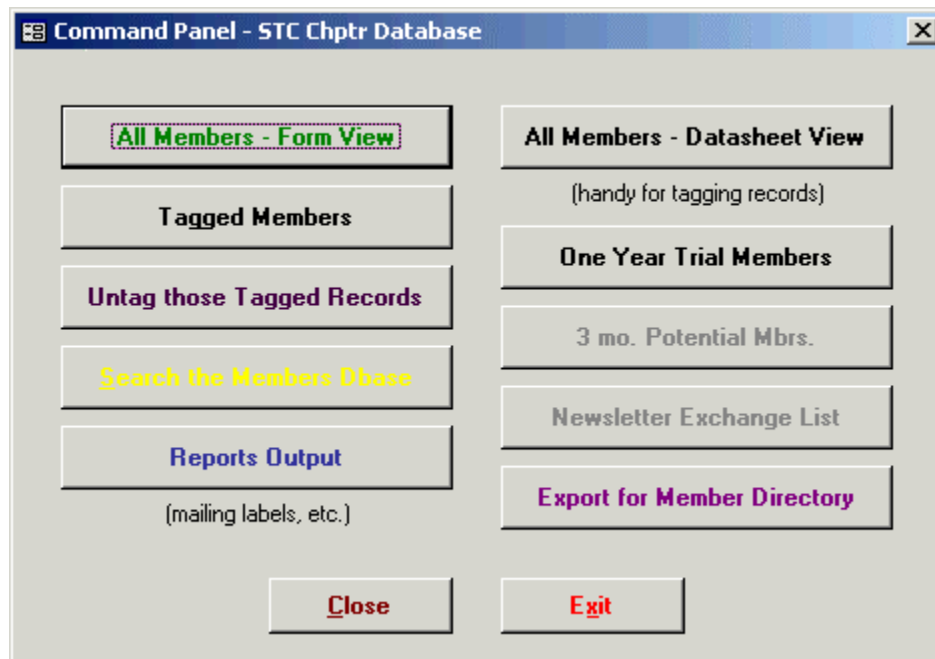 Command Panel - STC Chptr Database
All Members - Form View
Tagged Members
Untag those Tagged Records
Search the Members Dbase
Reports Output
(mailing labels, etc.)
All Members - Datasheet View
(handy for tagging records)
One Year Trial Members
3 mo. Potential Mbrs.
Newsletter Exchange List
Export for Member Directory
Close
Exit